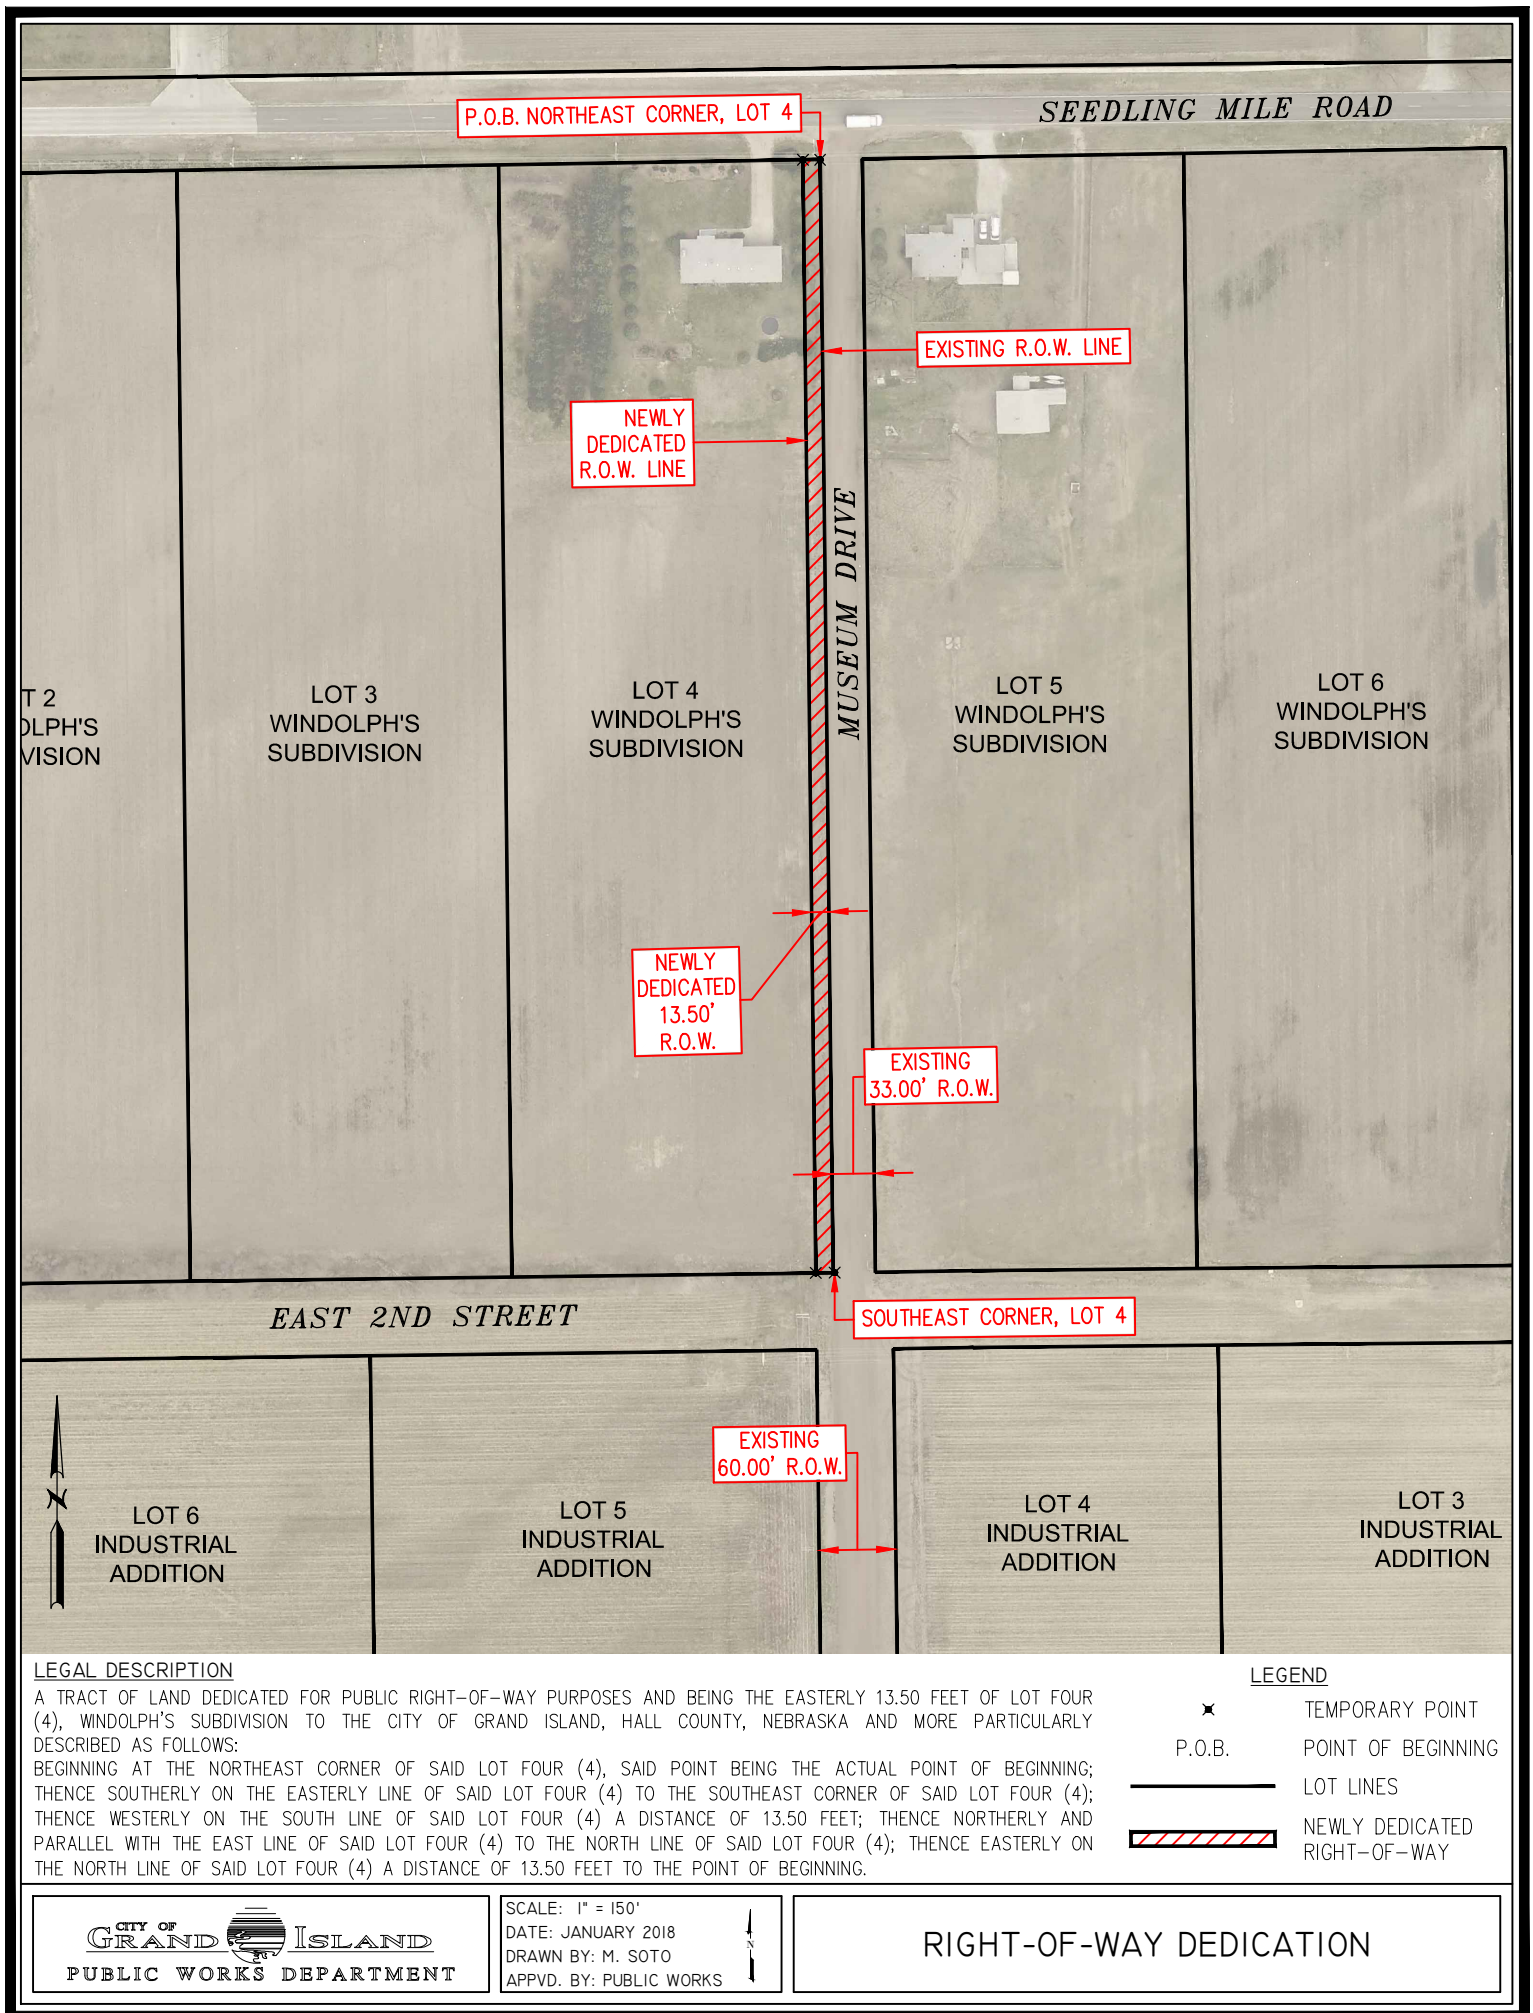 SEEDLING MILE ROAD
P.O.B. NORTHEAST CORNER, LOT 4
EXISTING R.O.W. LINE
NEWLY
DEDICATED
R.O.W. LINE
MUSEUM DRIVE
T 2
OLPH'S
VISION
LOT 3
WINDOLPH'S
SUBDIVISION
LOT 4
WINDOLPH'S
SUBDIVISION
LOT 5
WINDOLPH'S
SUBDIVISION
LOT 6
WINDOLPH'S
SUBDIVISION
NEWLY
DEDICATED
13.50'
R.O.W.
EXISTING
33.00' R.O.W.
EAST 2ND STREET
SOUTHEAST CORNER, LOT 4
EXISTING
60.00' R.O.W.
N
LOT 6
INDUSTRIAL
ADDITION
LOT 5
INDUSTRIAL
ADDITION
LOT 4
INDUSTRIAL
ADDITION
LOT 3
INDUSTRIAL
ADDITION
LEGAL DESCRIPTION
A TRACT OF LAND DEDICATED FOR PUBLIC RIGHT-OF-WAY PURPOSES AND BEING THE EASTERLY 13.50 FEET OF LOT FOUR
(4), WINDOLPH'S SUBDIVISION TO THE CITY OF GRAND ISLAND, HALL COUNTY, NEBRASKA AND MORE PARTICULARLY
DESCRIBED AS FOLLOWS:
BEGINNING AT THE NORTHEAST CORNER OF SAID LOT FOUR (4), SAID POINT BEING THE ACTUAL POINT OF BEGINNING;
THENCE SOUTHERLY ON THE EASTERLY LINE OF SAID LOT FOUR (4) TO THE SOUTHEAST CORNER OF SAID LOT FOUR (4);
THENCE WESTERLY ON THE SOUTH LINE OF SAID LOT FOUR (4) A DISTANCE OF 13.50 FEET; THENCE NORTHERLY AND
PARALLEL WITH THE EAST LINE OF SAID LOT FOUR (4) TO THE NORTH LINE OF SAID LOT FOUR (4); THENCE EASTERLY ON
THE NORTH LINE OF SAID LOT FOUR (4) A DISTANCE OF 13.50 FEET TO THE POINT OF BEGINNING.
LEGEND
TEMPORARY POINT
P.O.B. POINT OF BEGINNING
LOT LINES
NEWLY DEDICATED
RIGHT-OF-WAY
CITY OF
GRAND ISLAND
PUBLIC WORKS DEPARTMENT
SCALE: 1" = 150'
DATE: JANUARY 2018
DRAWN BY: M. SOTO
APPVD. BY: PUBLIC WORKS
N
RIGHT-OF-WAY DEDICATION